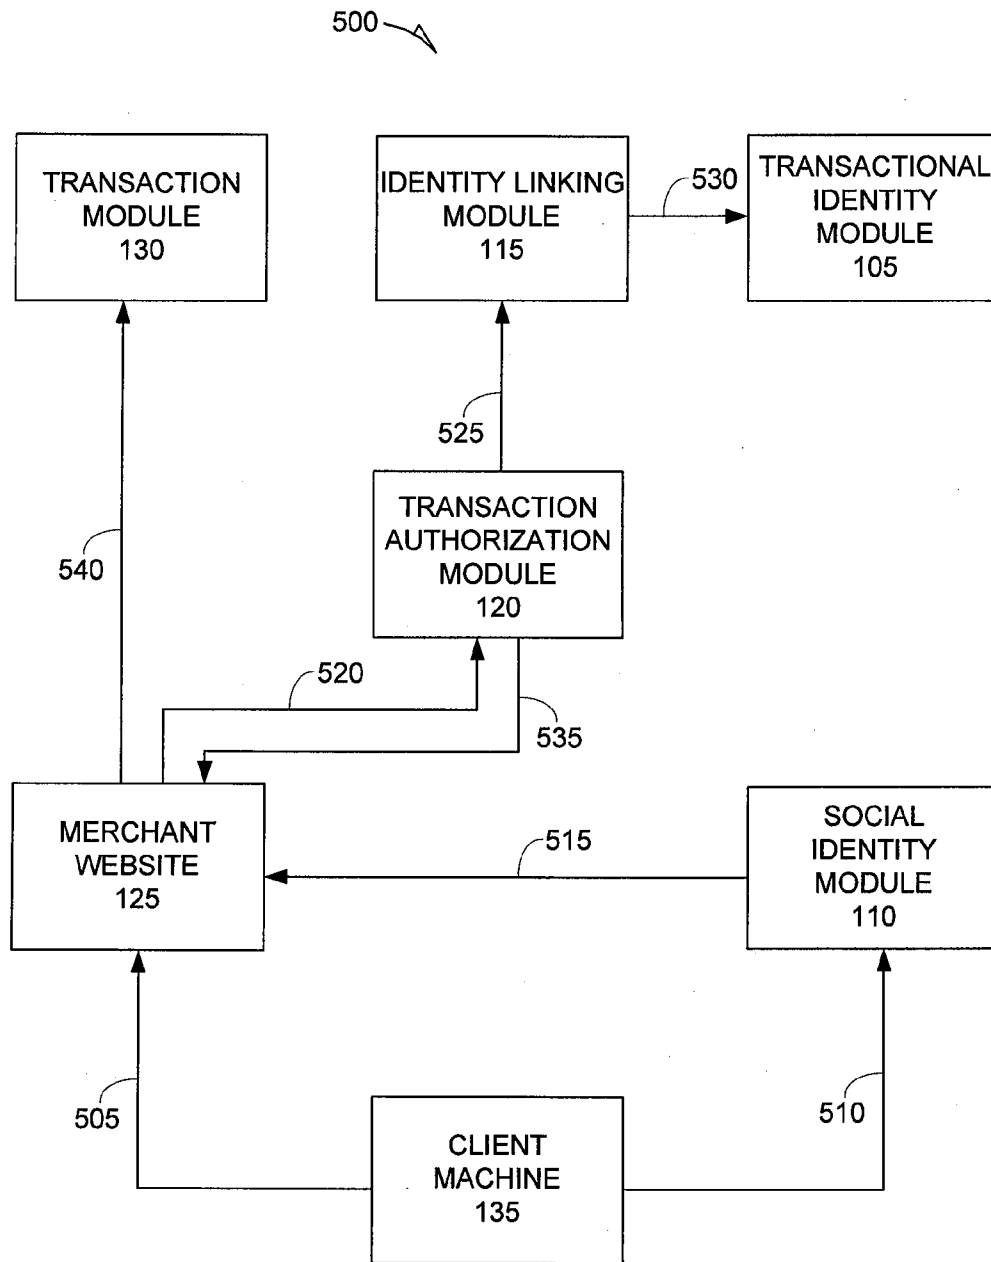 500
TRANSACTION
MODULE
130
IDENTITY LINKING
MODULE
115
530
TRANSACTIONAL
IDENTITY
MODULE
105
525
TRANSACTION
AUTHORIZATION
MODULE
120
540
520
535
MERCHANT
WEBSITE
125
515
SOCIAL
IDENTITY
MODULE
110
505
510
CLIENT
MACHINE
135